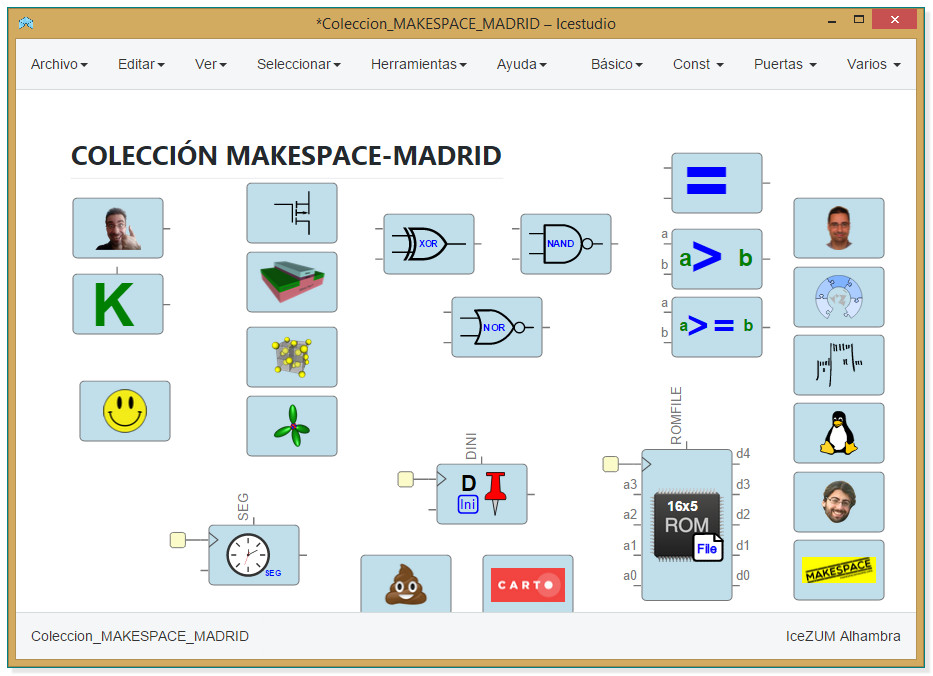 *Coleccion_MAKESPACE_MADRID – Icestudio
Archivo Editar Ver Seleccionar Herramientas Ayuda Básico Const Puertas Varios
COLECCIÓN MAKESPACE-MADRID
K
XOR
NAND
NOR
=
a
b
a > b
a
b
a > = b
SEG
SEG
DINI
D
Ini
CARTO
ROMFILE
a3
a2
a1
a0
16x5
ROM
File
d4
d3
d2
d1
d0
MAKESPACE
Coleccion_MAKESPACE_MADRID
IceZUM Alhambra